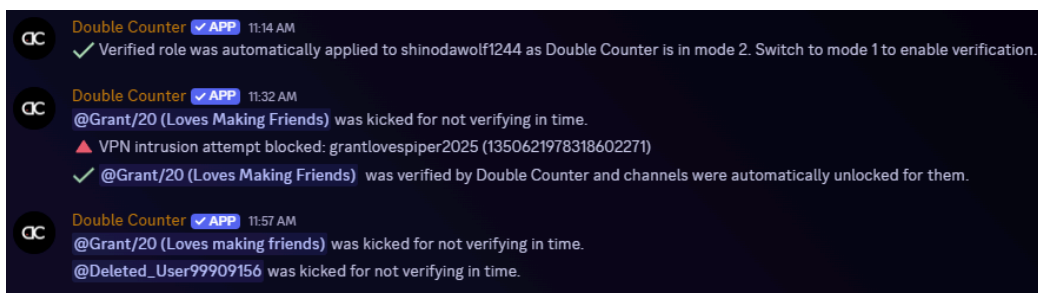 Double Counter ✓ APP 11:14 AM
Verified role was automatically applied to shinodawolf1244 as Double Counter is in mode 2. Switch to mode 1 to enable verification.
Double Counter ✓ APP 11:32 AM
@Grant/20 (Loves Making Friends) was kicked for not verifying in time.
VPN intrusion attempt blocked: grantlovespiper2025 (1350621978318602271)
@Grant/20 (Loves Making Friends) was verified by Double Counter and channels were automatically unlocked for them.
Double Counter ✓ APP 11:57 AM
@Grant/20 (Loves making friends) was kicked for not verifying in time.
@Deleted_User99909156 was kicked for not verifying in time.